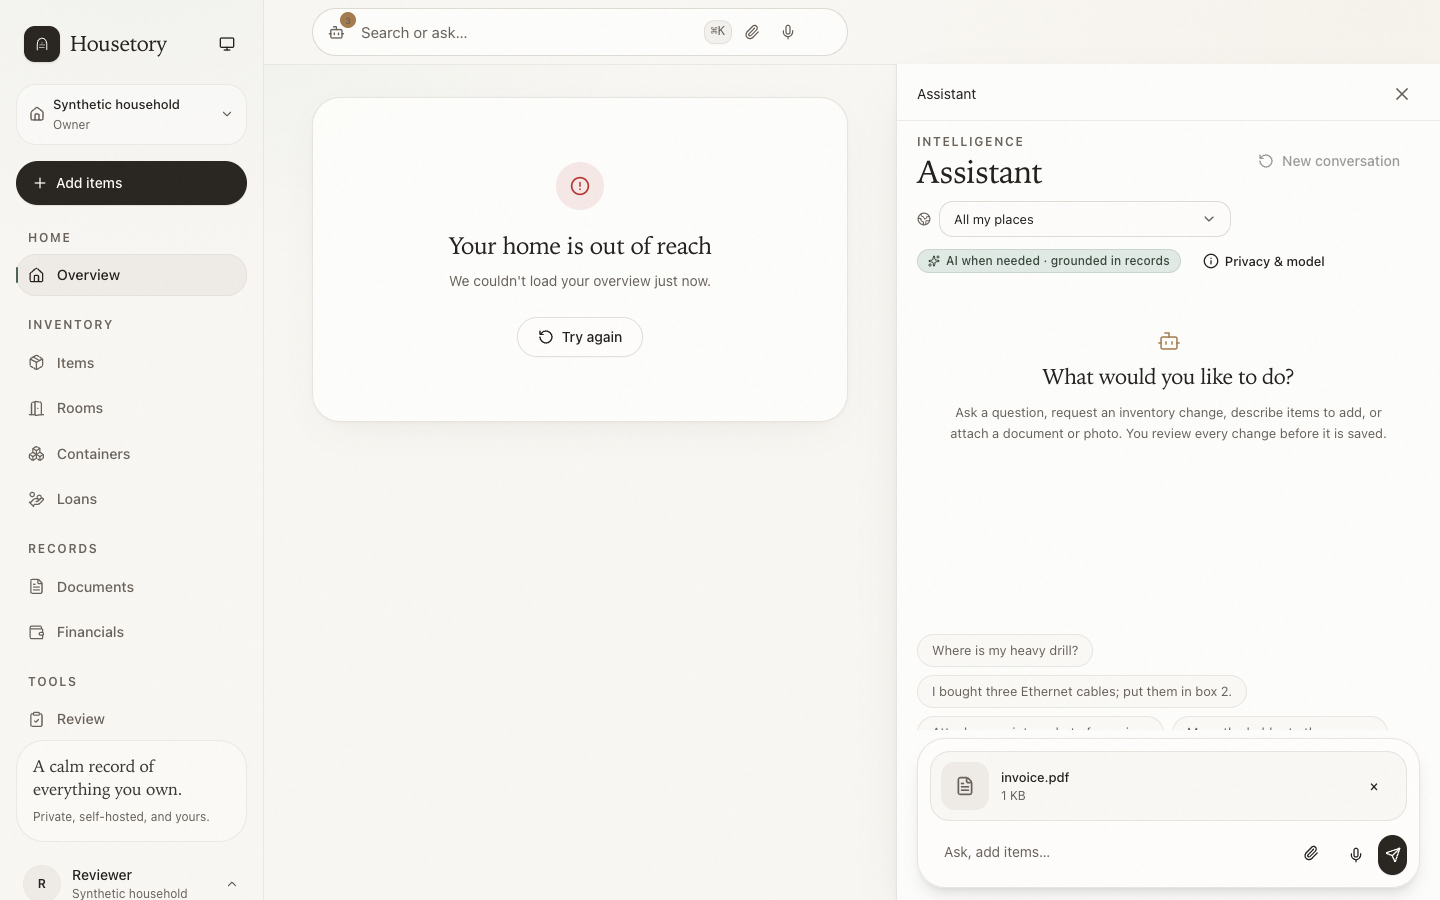 Housetory
Synthetic household
Owner
Add items
HOME
Overview
INVENTORY
Items
Rooms
Containers
Loans
RECORDS
Documents
Financials
TOOLS
Review
A calm record of
everything you own.
Private, self-hosted, and yours.
R
Reviewer
Synthetic household
Search or ask...
⌘K
Your home is out of reach
We couldn't load your overview just now.
Try again
Assistant
INTELLIGENCE
Assistant
New conversation
All my places
AI when needed · grounded in records
Privacy & model
What would you like to do?
Ask a question, request an inventory change, describe items to add, or
attach a document or photo. You review every change before it is saved.
Where is my heavy drill?
I bought three Ethernet cables; put them in box 2.
invoice.pdf
1 KB
Ask, add items...